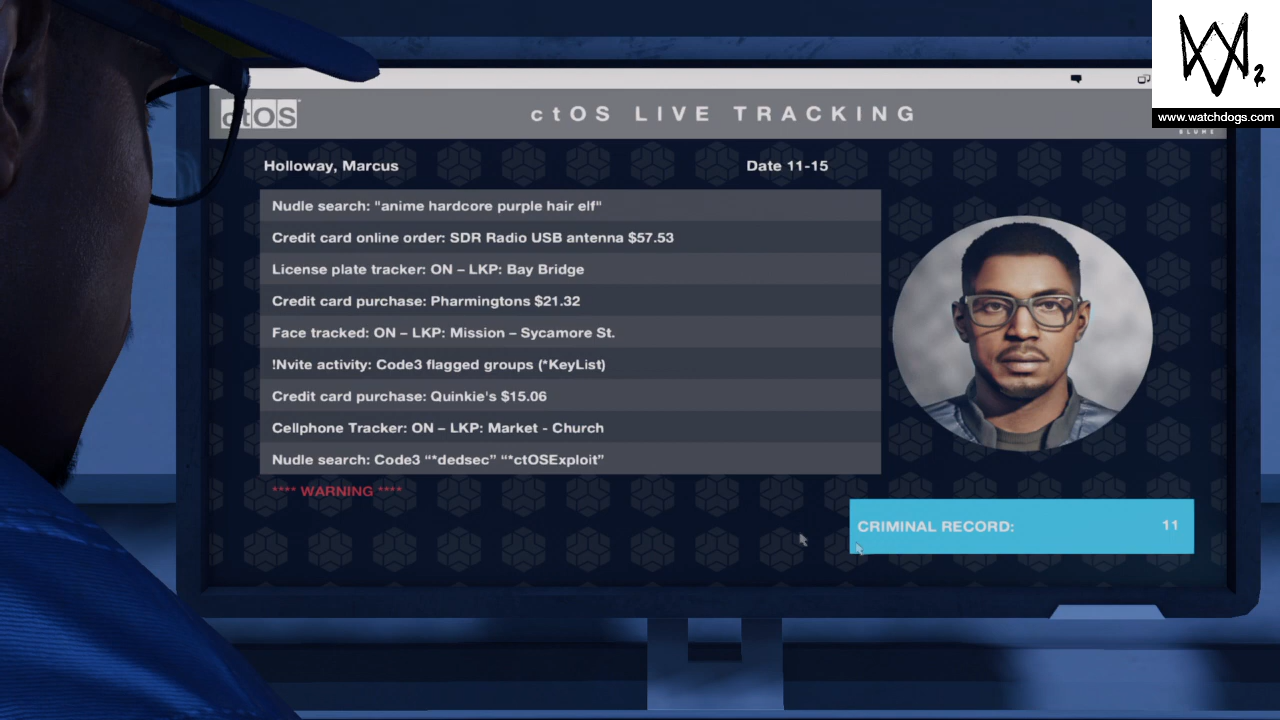 2
www.watchdogs.com
ctOS
ctOS LIVE TRACKING
BLUME
Holloway, Marcus
Date 11-15
Nudle search: "anime hardcore purple hair elf"
Credit card online order: SDR Radio USB antenna $57.53
License plate tracker: ON – LKP: Bay Bridge
Credit card purchase: Pharmingtons $21.32
Face tracked: ON – LKP: Mission – Sycamore St.
!Nvite activity: Code3 flagged groups (*KeyList)
Credit card purchase: Quinkie's $15.06
Cellphone Tracker: ON – LKP: Market - Church
Nudle search: Code3 “*dedsec” “*ctOSExploit”
**** WARNING ****
CRIMINAL RECORD: 11